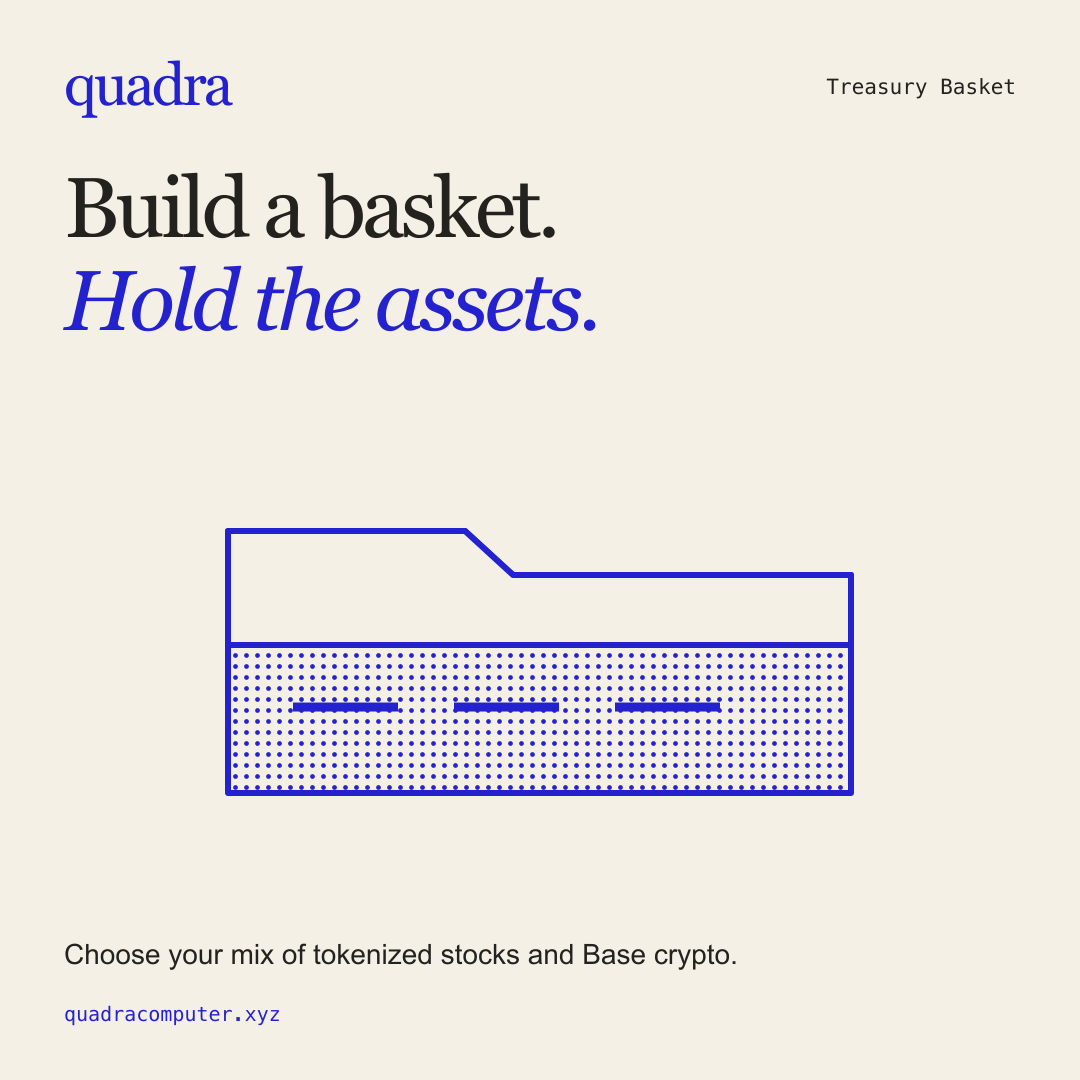 quadra
Treasury Basket
Build a basket.
Hold the assets.
Choose your mix of tokenized stocks and Base crypto.
quadracomputer.xyz